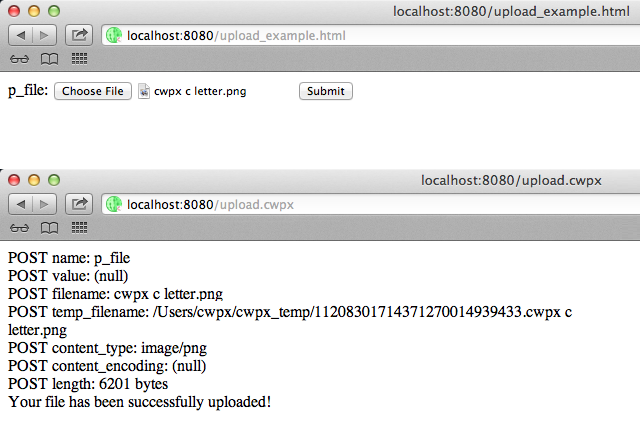 localhost:8080/upload_example.html
localhost:8080/upload_example.html
p_file: Choose File cwpx c letter.png Submit
localhost:8080/upload.cwpx
localhost:8080/upload.cwpx
POST name: p_file
POST value: (null)
POST filename: cwpx c letter.png
POST temp_filename: /Users/cwpx/cwpx_temp/11208301714371270014939433.cwpx c
letter.png
POST content_type: image/png
POST content_encoding: (null)
POST length: 6201 bytes
Your file has been successfully uploaded!